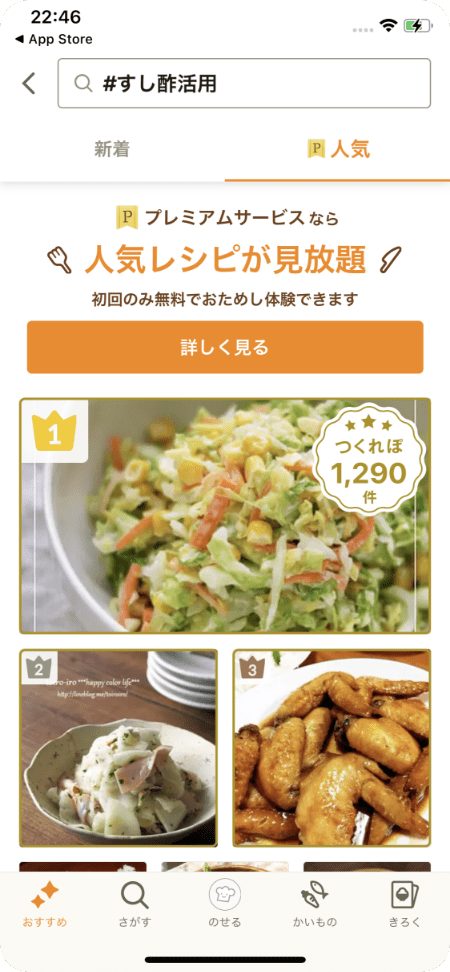 22:46
◀ App Store
#すし酢活用
新着
P 人気
P プレミアムサービスなら
人気レシピが見放題
初回のみ無料でおためし体験できます
詳しく見る
1
つくれぽ
1,290
件
2
***happy color life***
3
おすすめ
さがす
のせる
かいもの
きろく